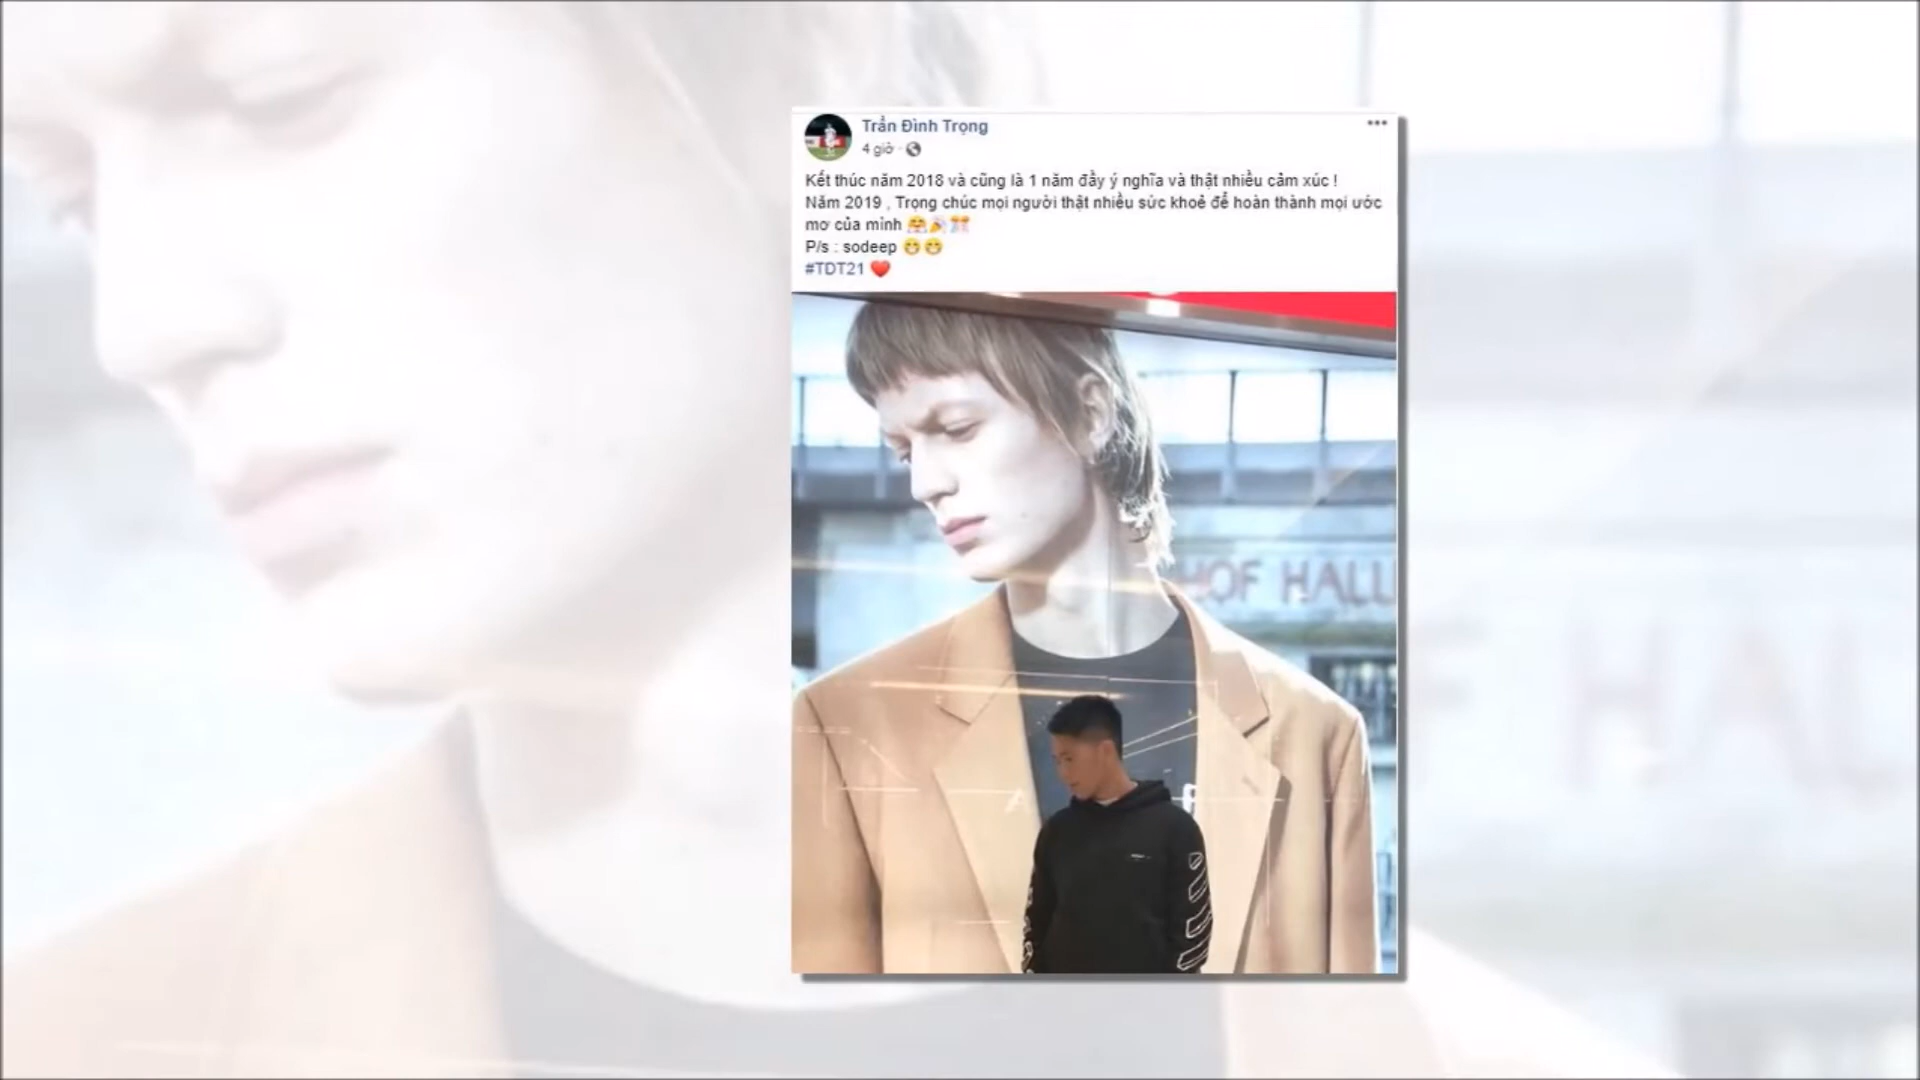 Trần Đình Trọng
4 giờ ·
Kết thúc năm 2018 và cũng là 1 năm đầy ý nghĩa và thật nhiều cảm xúc !
Năm 2019 , Trọng chúc mọi người thật nhiều sức khoẻ để hoàn thành mọi ước
mơ của mình 🤗🎉🎊
P/s : sodeep 😁😁
#TDT21 ❤️
HOF HALL